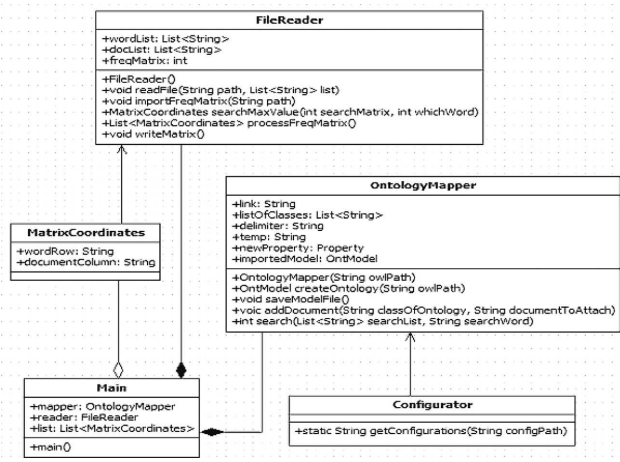 FileReader
+wordList: List<String>
+docList: List<String>
+freqMatrix: int
+FileReader()
+void readFile(String path, List<String> list)
+void importFreqMatrix(String path)
+MatrixCoordinates searchMaxValue(int searchMatrix, int whichWord)
+List<MatrixCoordinates> processFreqMatrix()
+void writeMatrix()
OntologyMapper
+link: String
+listOfClasses: List<String>
+delimiter: String
+temp: String
+newProperty: Property
+importedModel: OntModel
+OntologyMapper(String owlPath)
+OntModel createOntology(String owlPath)
+void saveModelFile()
+voic addDocument(String classOfOntology, String documentToAttach)
+int search(List<String> searchList, String searchWord)
MatrixCoordinates
+wordRow: String
+documentColumn: String
Main
+mapper: OntologyMapper
+reader: FileReader
+list: List<MatrixCoordinates>
+main()
Configurator
+static String getConfigurations(String configPath)